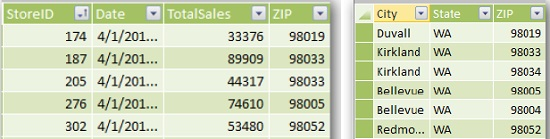 StoreID Date TotalSales ZIP
174 4/1/201... 33376 98019
187 4/1/201... 89909 98033
205 4/1/201... 44317 98033
276 4/1/201... 74610 98005
302 4/1/201... 53480 98052
City State ZIP
Duvall WA 98019
Kirkland WA 98033
Kirkland WA 98034
Bellevue WA 98005
Bellevue WA 98004
Redmo... WA 98052